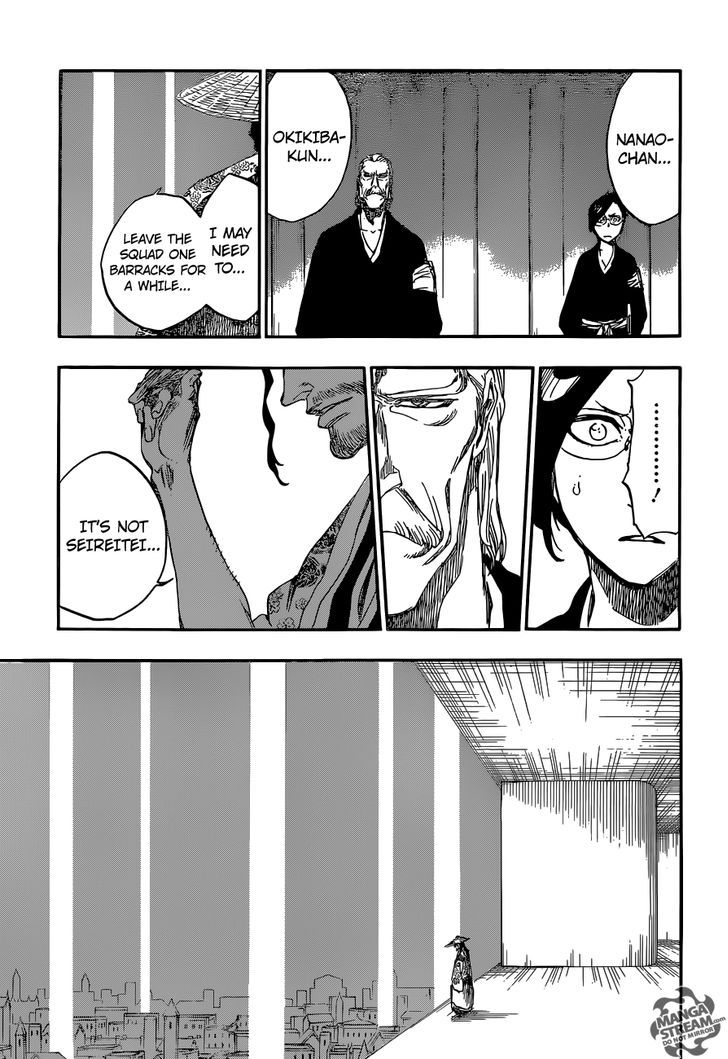 NANAO-
CHAN...
OKIKIBA-
KUN...
I MAY
NEED
TO...
LEAVE THE
SQUAD ONE
BARRACKS FOR
A WHILE...
.........
IT'S NOT
SEIREITEI...
MANGA
STREAM.com
DO NOT MIRROR